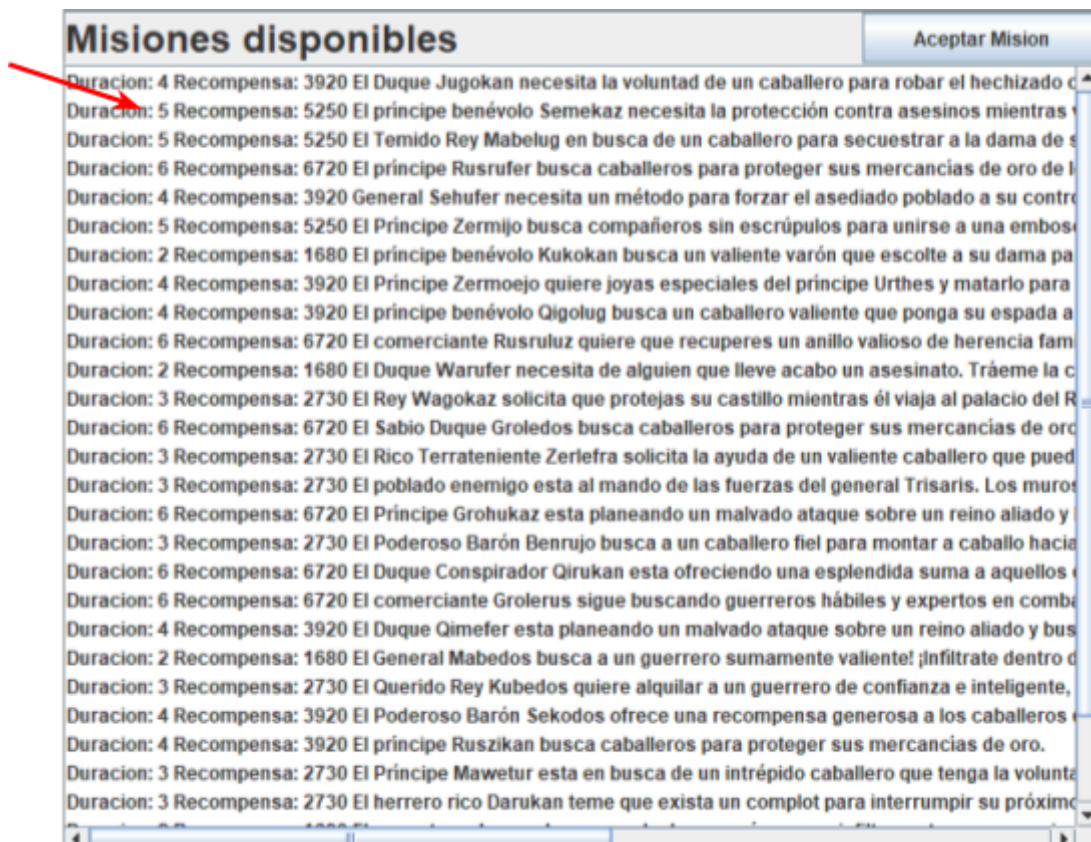 Misiones disponibles
Aceptar Mision
Duracion: 4 Recompensa: 3920 El Duque Jugokan necesita la voluntad de un caballero para robar el hechizado
Duracion: 5 Recompensa: 5250 El príncipe benévolo Semekaz necesita la protección contra asesinos mientras
Duracion: 5 Recompensa: 5250 El Temido Rey Mabelug en busca de un caballero para secuestrar a la dama de s
Duracion: 6 Recompensa: 6720 El príncipe Rusrufer busca caballeros para proteger sus mercancías de oro de l
Duracion: 4 Recompensa: 3920 General Sehufer necesita un método para forzar el asediado poblado a su contro
Duracion: 5 Recompensa: 5250 El Príncipe Zermijo busca compañeros sin escrúpulos para unirse a una embosc
Duracion: 2 Recompensa: 1680 El príncipe benévolo Kukokan busca un valiente varón que escolte a su dama pa
Duracion: 4 Recompensa: 3920 El Príncipe Zermoejo quiere joyas especiales del príncipe Urthes y matarlo para
Duracion: 4 Recompensa: 3920 El príncipe benévolo Qigolug busca un caballero valiente que ponga su espada a
Duracion: 6 Recompensa: 6720 El comerciante Rusruluz quiere que recuperes un anillo valioso de herencia fam
Duracion: 2 Recompensa: 1680 El Duque Warufer necesita de alguien que lleve acabo un asesinato. Tráeme la c
Duracion: 3 Recompensa: 2730 El Rey Wagokaz solicita que protejas su castillo mientras él viaja al palacio del R
Duracion: 6 Recompensa: 6720 El Sabio Duque Groledos busca caballeros para proteger sus mercancías de oro
Duracion: 3 Recompensa: 2730 El Rico Terrateniente Zerlefra solicita la ayuda de un valiente caballero que pued
Duracion: 3 Recompensa: 2730 El poblado enemigo esta al mando de las fuerzas del general Trisaris. Los muros
Duracion: 6 Recompensa: 6720 El Príncipe Grohukaz esta planeando un malvado ataque sobre un reino aliado y
Duracion: 3 Recompensa: 2730 El Poderoso Barón Benrujo busca a un caballero fiel para montar a caballo hacia
Duracion: 6 Recompensa: 6720 El Duque Conspirador Qirukan esta ofreciendo una esplendida suma a aquellos
Duracion: 6 Recompensa: 6720 El comerciante Grolerus sigue buscando guerreros hábiles y expertos en comba
Duracion: 4 Recompensa: 3920 El Duque Qimefer esta planeando un malvado ataque sobre un reino aliado y bus
Duracion: 2 Recompensa: 1680 El General Mabedos busca a un guerrero sumamente valiente! ¡Infiltrate dentro d
Duracion: 3 Recompensa: 2730 El Querido Rey Kubedos quiere alquilar a un guerrero de confianza e inteligente,
Duracion: 4 Recompensa: 3920 El Poderoso Barón Sekodos ofrece una recompensa generosa a los caballeros
Duracion: 4 Recompensa: 3920 El príncipe Ruszikan busca caballeros para proteger sus mercancías de oro.
Duracion: 3 Recompensa: 2730 El Príncipe Mawetur esta en busca de un intrépido caballero que tenga la volunta
Duracion: 3 Recompensa: 2730 El herrero rico Darukan teme que exista un complot para interrumpir su próximo